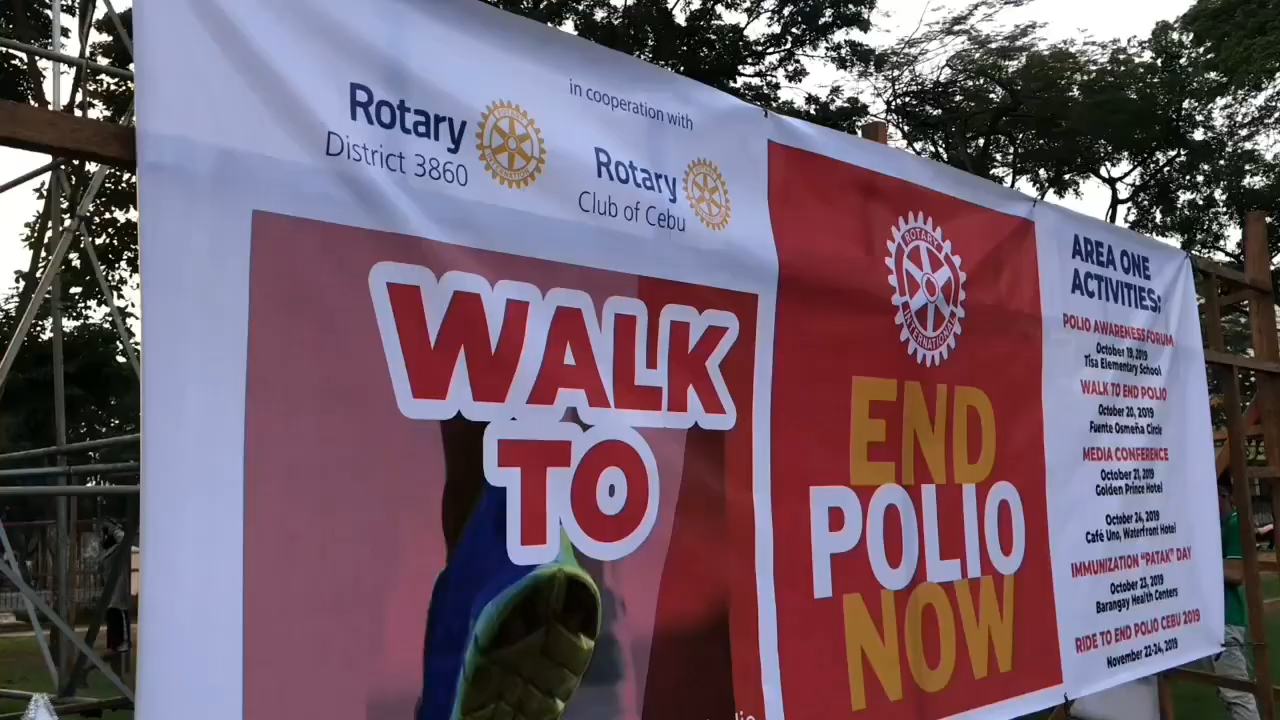 Rotary
District 3860
in cooperation with
Rotary
Club of Cebu
WALK
TO
ROTARY
INTERNATIONAL
END
POLIO
NOW
AREA ONE
ACTIVITIES:
POLIO AWARENESS FORUM
October 19, 2019
Tisa Elementary School
WALK TO END POLIO
October 20, 2019
Fuente Osmeña Circle
MEDIA CONFERENCE
October 21, 2019
Golden Prince Hotel
October 24, 2019
Café Uno, Waterfront Hotel
IMMUNIZATION "PATAK" DAY
October 23, 2019
Barangay Health Centers
RIDE TO END POLIO CEBU 2019
November 22-24, 2019